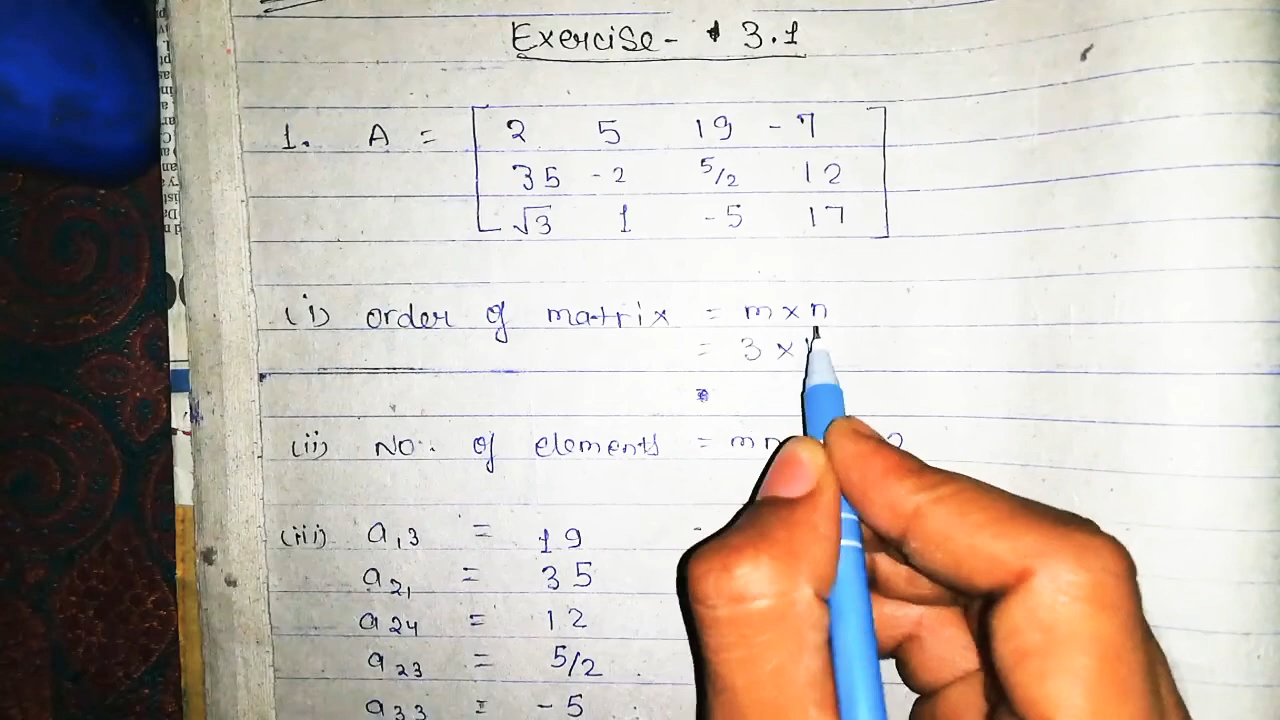 Exercise - 3.1
1. A = [ 2 5 19 -7
35 -2 5/2 12
√3 1 -5 17 ]
(i) order of matrix = m × n
= 3 ×
(ii) No: of elements = mn
(iii) a13 = 19
a21 = 35
a24 = 12
a23 = 5/2
a33 = -5